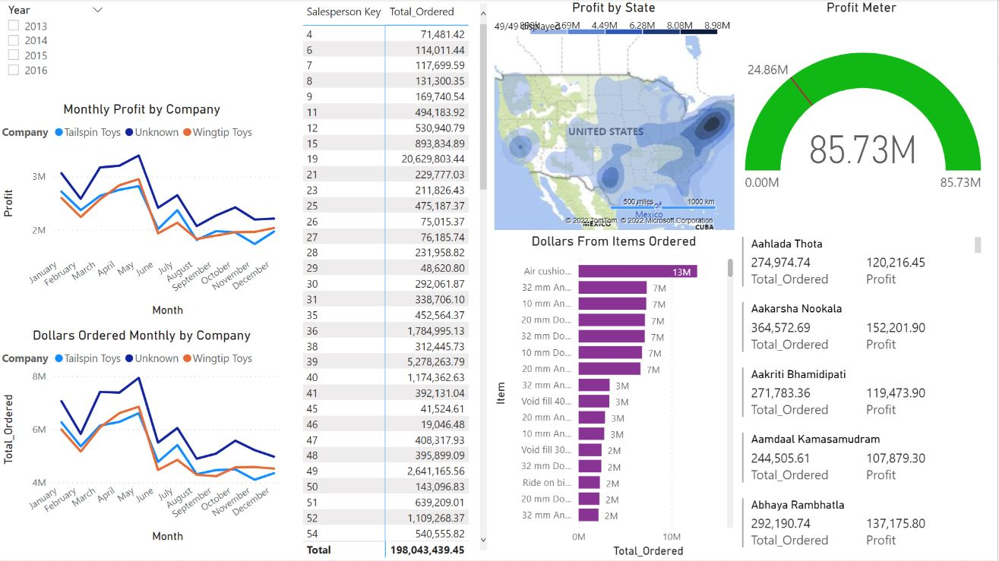 Year
2013
2014
2015
2016
Monthly Profit by Company
Company Tailspin Toys Unknown Wingtip Toys
Profit
3M
2M
January
February
March
April
May
June
July
August
September
October
November
December
Month
Dollars Ordered Monthly by Company
Company Tailspin Toys Unknown Wingtip Toys
Total_Ordered
8M
6M
4M
January
February
March
April
May
June
July
August
September
October
November
December
Month
Salesperson Key Total_Ordered
4 71,481.42
6 114,011.44
7 117,699.59
8 131,300.35
9 169,740.54
11 494,183.92
12 530,940.79
15 893,834.89
19 20,629,803.44
21 229,777.03
23 211,826.43
25 475,187.37
26 75,015.37
27 76,185.74
28 231,958.82
29 48,620.80
30 292,061.87
31 338,706.10
35 452,564.37
36 1,784,995.13
38 312,445.73
39 5,278,263.79
40 1,174,362.63
41 392,131.04
45 41,524.61
46 19,046.48
47 408,317.93
48 395,899.09
49 2,641,165.56
50 143,096.83
51 639,209.01
52 1,109,268.37
54 540,555.82
Total 198,043,439.45
Profit by State
49/49 displayed 2.69M 4.49M 6.28M 8.08M 8.98M
UNITED STATES
500 miles 1000 km
of
Mexico
© 2022 TomTom, © 2022 Microsoft Corporation
MEXICO
CUBA
Dollars From Items Ordered
Item
Air cushio... 13M
32 mm An... 7M
10 mm An... 7M
20 mm Do... 7M
32 mm Do... 7M
10 mm Do... 7M
20 mm An... 7M
32 mm An... 3M
Void fill 40... 3M
20 mm An... 3M
10 mm An... 3M
Void fill 30... 2M
32 mm Do... 2M
Ride on bi... 2M
20 mm Do... 2M
32 mm An... 2M
0M 10M
Total_Ordered
Profit Meter
24.86M
85.73M
0.00M 85.73M
Aahlada Thota
274,974.74 120,216.45
Total_Ordered Profit
Aakarsha Nookala
364,572.69 152,201.90
Total_Ordered Profit
Aakriti Bhamidipati
271,783.36 119,473.90
Total_Ordered Profit
Aamdaal Kamasamudram
244,505.61 107,879.30
Total_Ordered Profit
Abhaya Rambhatla
292,190.74 137,175.80
Total_Ordered Profit